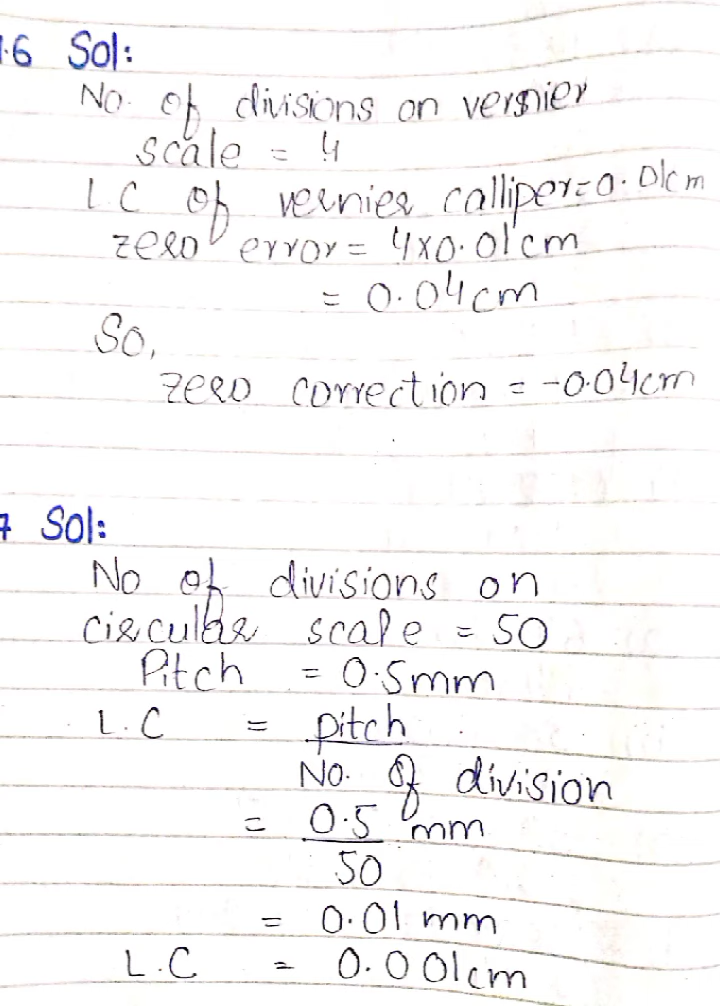 1.6 Sol:
No. of divisions on vernier
scale = 4
L C of vernier calliper=0.01cm
zero error = 4x0.01cm
= 0.04cm
So,
zero correction = -0.04cm
7 Sol:
No of divisions on
circular scale = 50
Pitch = 0.5mm
L.C = pitch
No. of division
= 0.5 mm
50
= 0.01 mm
L.C = 0.001cm